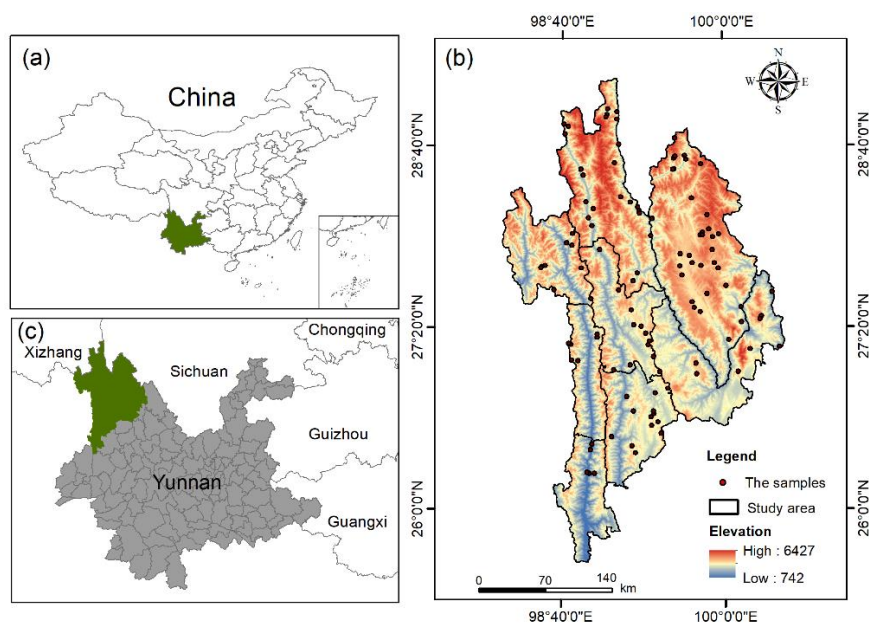 (a)
China
(c)
Xizhang
Chongqing
Sichuan
Guizhou
Yunnan
Guangxi
(b)
98°40'0"E
100°0'0"E
N
W
E
S
28°40'0"N
27°20'0"N
26°0'0"N
28°40'0"N
27°20'0"N
26°0'0"N
Legend
The samples
Study area
Elevation
High : 6427
Low : 742
0 70 140
km
98°40'0"E
100°0'0"E